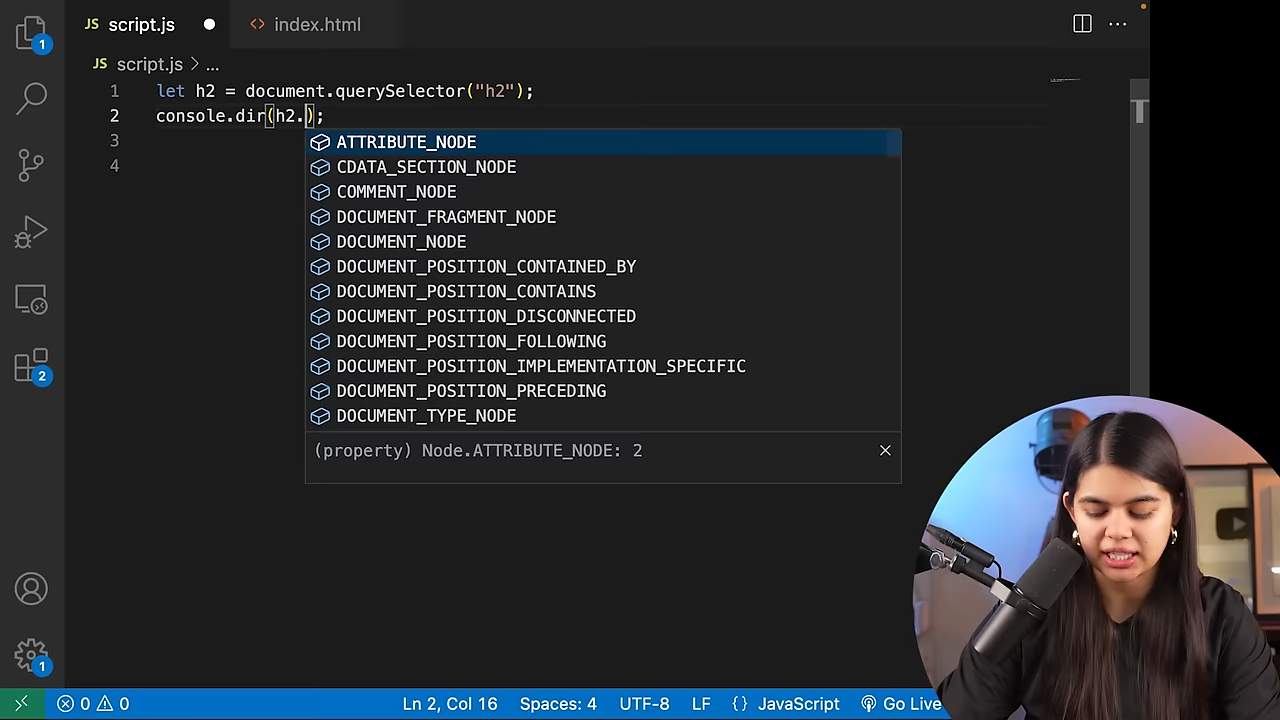 JS script.js
<> index.html
1
JS script.js > ...
1 let h2 = document.querySelector("h2");
2 console.dir(h2.);
3
4
ATTRIBUTE_NODE
CDATA_SECTION_NODE
COMMENT_NODE
DOCUMENT_FRAGMENT_NODE
DOCUMENT_NODE
DOCUMENT_POSITION_CONTAINED_BY
DOCUMENT_POSITION_CONTAINS
DOCUMENT_POSITION_DISCONNECTED
DOCUMENT_POSITION_FOLLOWING
DOCUMENT_POSITION_IMPLEMENTATION_SPECIFIC
DOCUMENT_POSITION_PRECEDING
DOCUMENT_TYPE_NODE
(property) Node.ATTRIBUTE_NODE: 2
2
1
0 0 Ln 2, Col 16 Spaces: 4 UTF-8 LF {} JavaScript Go Live